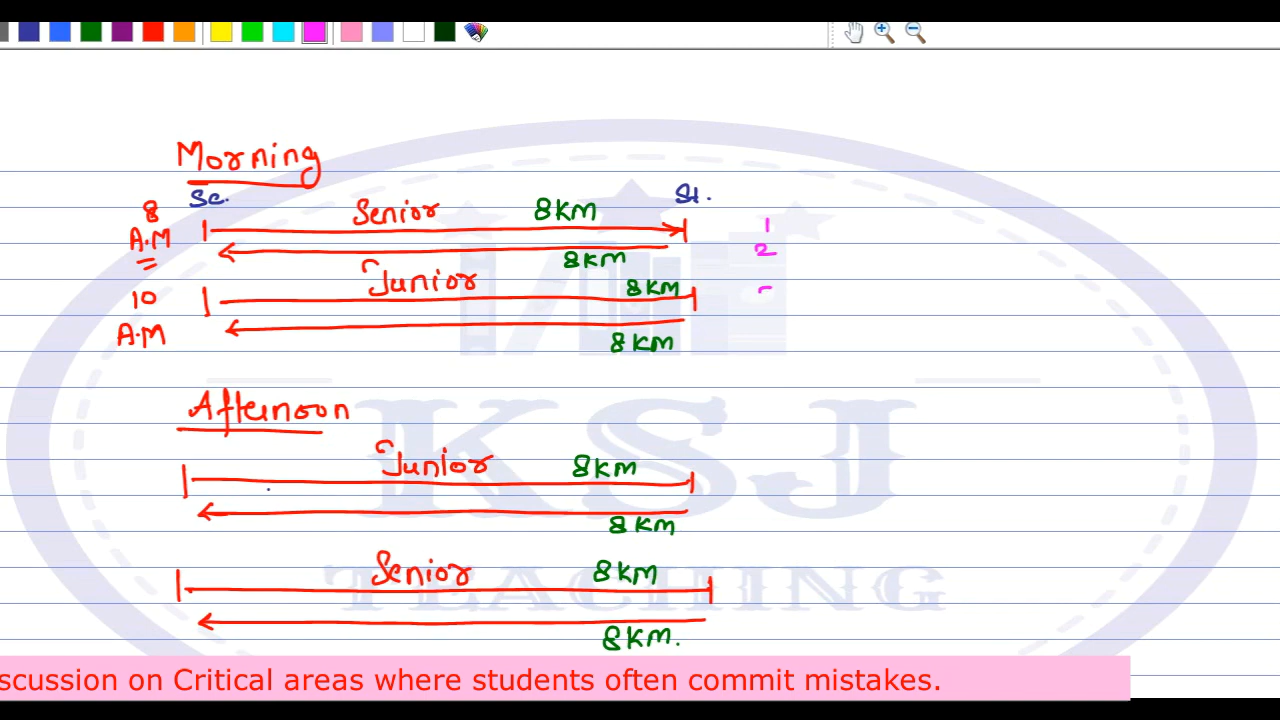 Morning
Sc. St.
8 Senior 8KM
A.M 1
8KM 2
Junior 8KM
10
A.M 8KM
Afternoon
KSJ
Junior 8KM
8KM
Senior 8KM
TEACHING
8KM.
scussion on Critical areas where students often commit mistakes.